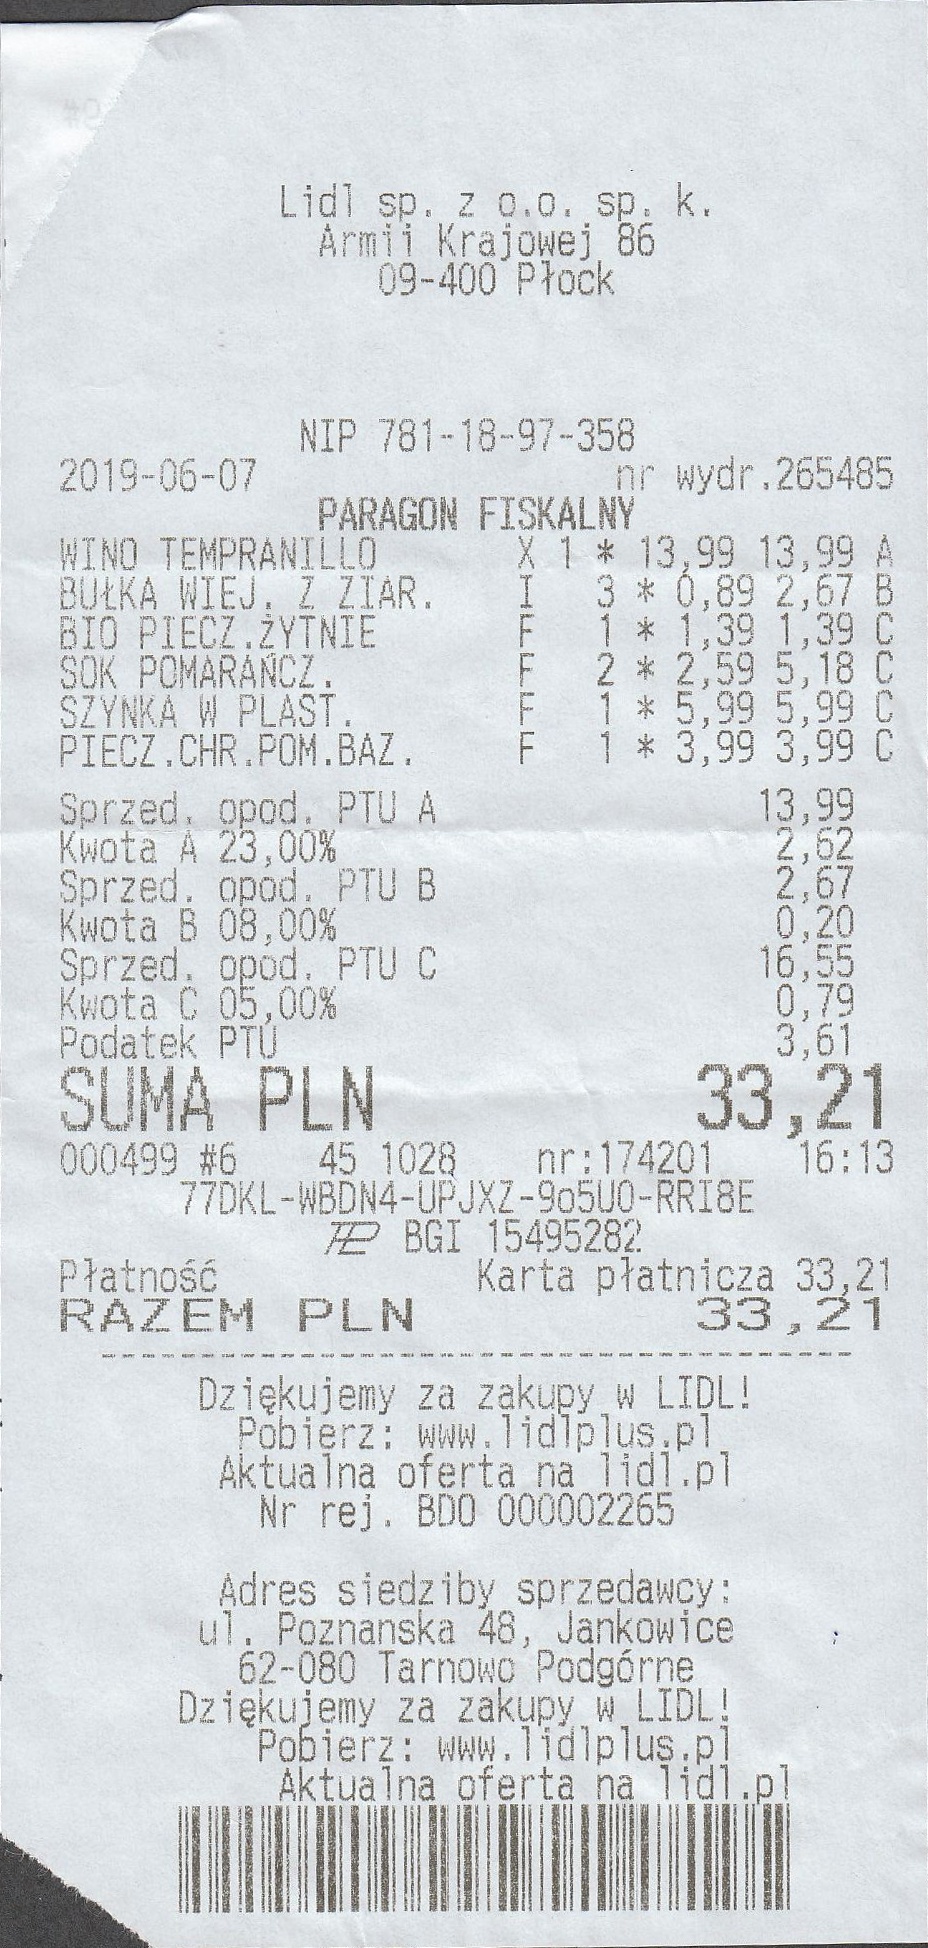 Lidl sp. z o.o. sp. k.
Armii Krajowej 86
09-400 Płock
NIP 781-18-97-358
2019-06-07 nr wydr.265485
PARAGON FISKALNY
WINO TEMPRANILLO X 1 * 13,99 13,99 A
BUŁKA WIEJ. Z ZIAR. I 3 * 0,89 2,67 B
BIO PIECZ.ŻYTNIE F 1 * 1,39 1,39 C
SOK POMARAŃCZ. F 2 * 2,59 5,18 C
SZYNKA W PLAST. F 1 * 5,99 5,99 C
PIECZ.CHR.POM.BAZ. F 1 * 3,99 3,99 C
Sprzed. opod. PTU A 13,99
Kwota A 23,00% 2,62
Sprzed. opod. PTU B 2,67
Kwota B 08,00% 0,20
Sprzed. opod. PTU C 16,55
Kwota C 05,00% 0,79
Podatek PTU 3,61
SUMA PLN 33,21
000499 #6 45 1028 nr:174201 16:13
77DKL-WBDN4-UPJXZ-9o5UO-RRI8E
BGI 15495282
Płatność Karta płatnicza 33,21
RAZEM PLN 33,21
Dziękujemy za zakupy w LIDL!
Pobierz: www.lidlplus.pl
Aktualna oferta na lidl.pl
Nr rej. BDO 000002265
Adres siedziby sprzedawcy:
ul. Poznanska 48, Jankowice
62-080 Tarnowo Podgórne
Dziękujemy za zakupy w LIDL!
Pobierz: www.lidlplus.pl
Aktualna oferta na lidl.pl